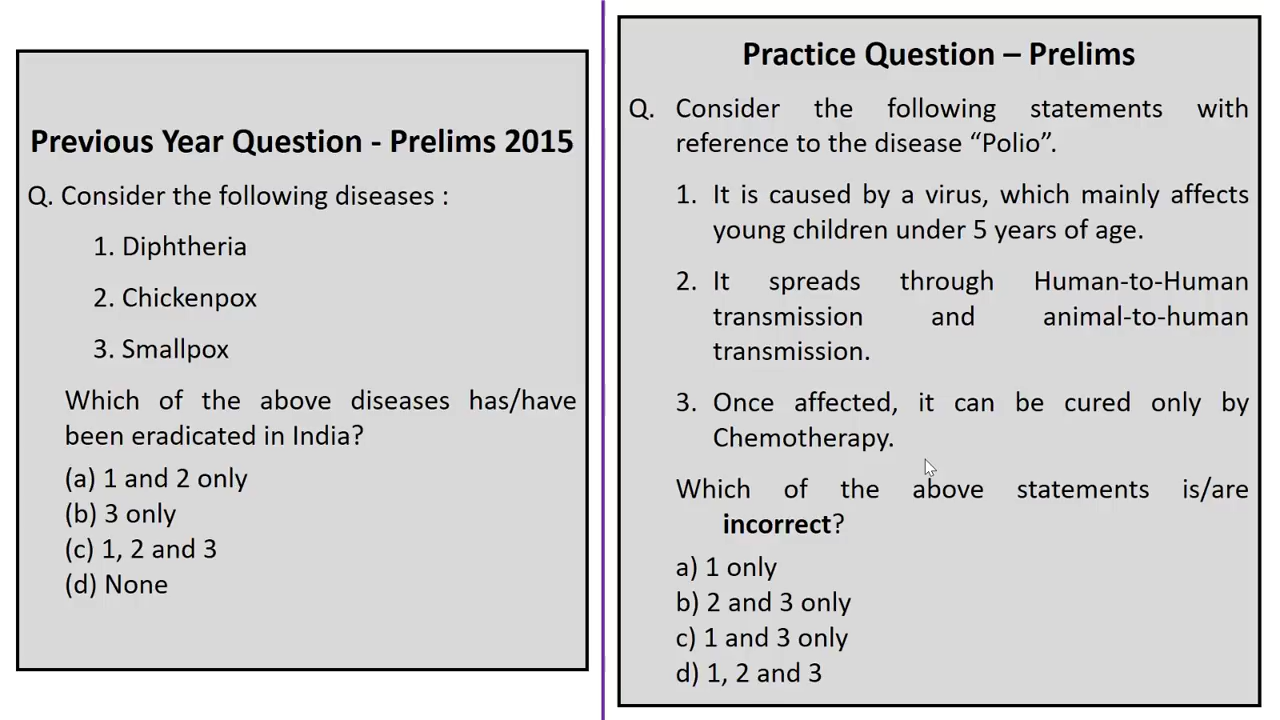 Previous Year Question - Prelims 2015
Q. Consider the following diseases :
1. Diphtheria
2. Chickenpox
3. Smallpox
Which of the above diseases has/have
been eradicated in India?
(a) 1 and 2 only
(b) 3 only
(c) 1, 2 and 3
(d) None
Practice Question – Prelims
Q. Consider the following statements with
reference to the disease “Polio”.
1. It is caused by a virus, which mainly affects
young children under 5 years of age.
2. It spreads through Human-to-Human
transmission and animal-to-human
transmission.
3. Once affected, it can be cured only by
Chemotherapy.
Which of the above statements is/are
incorrect?
a) 1 only
b) 2 and 3 only
c) 1 and 3 only
d) 1, 2 and 3